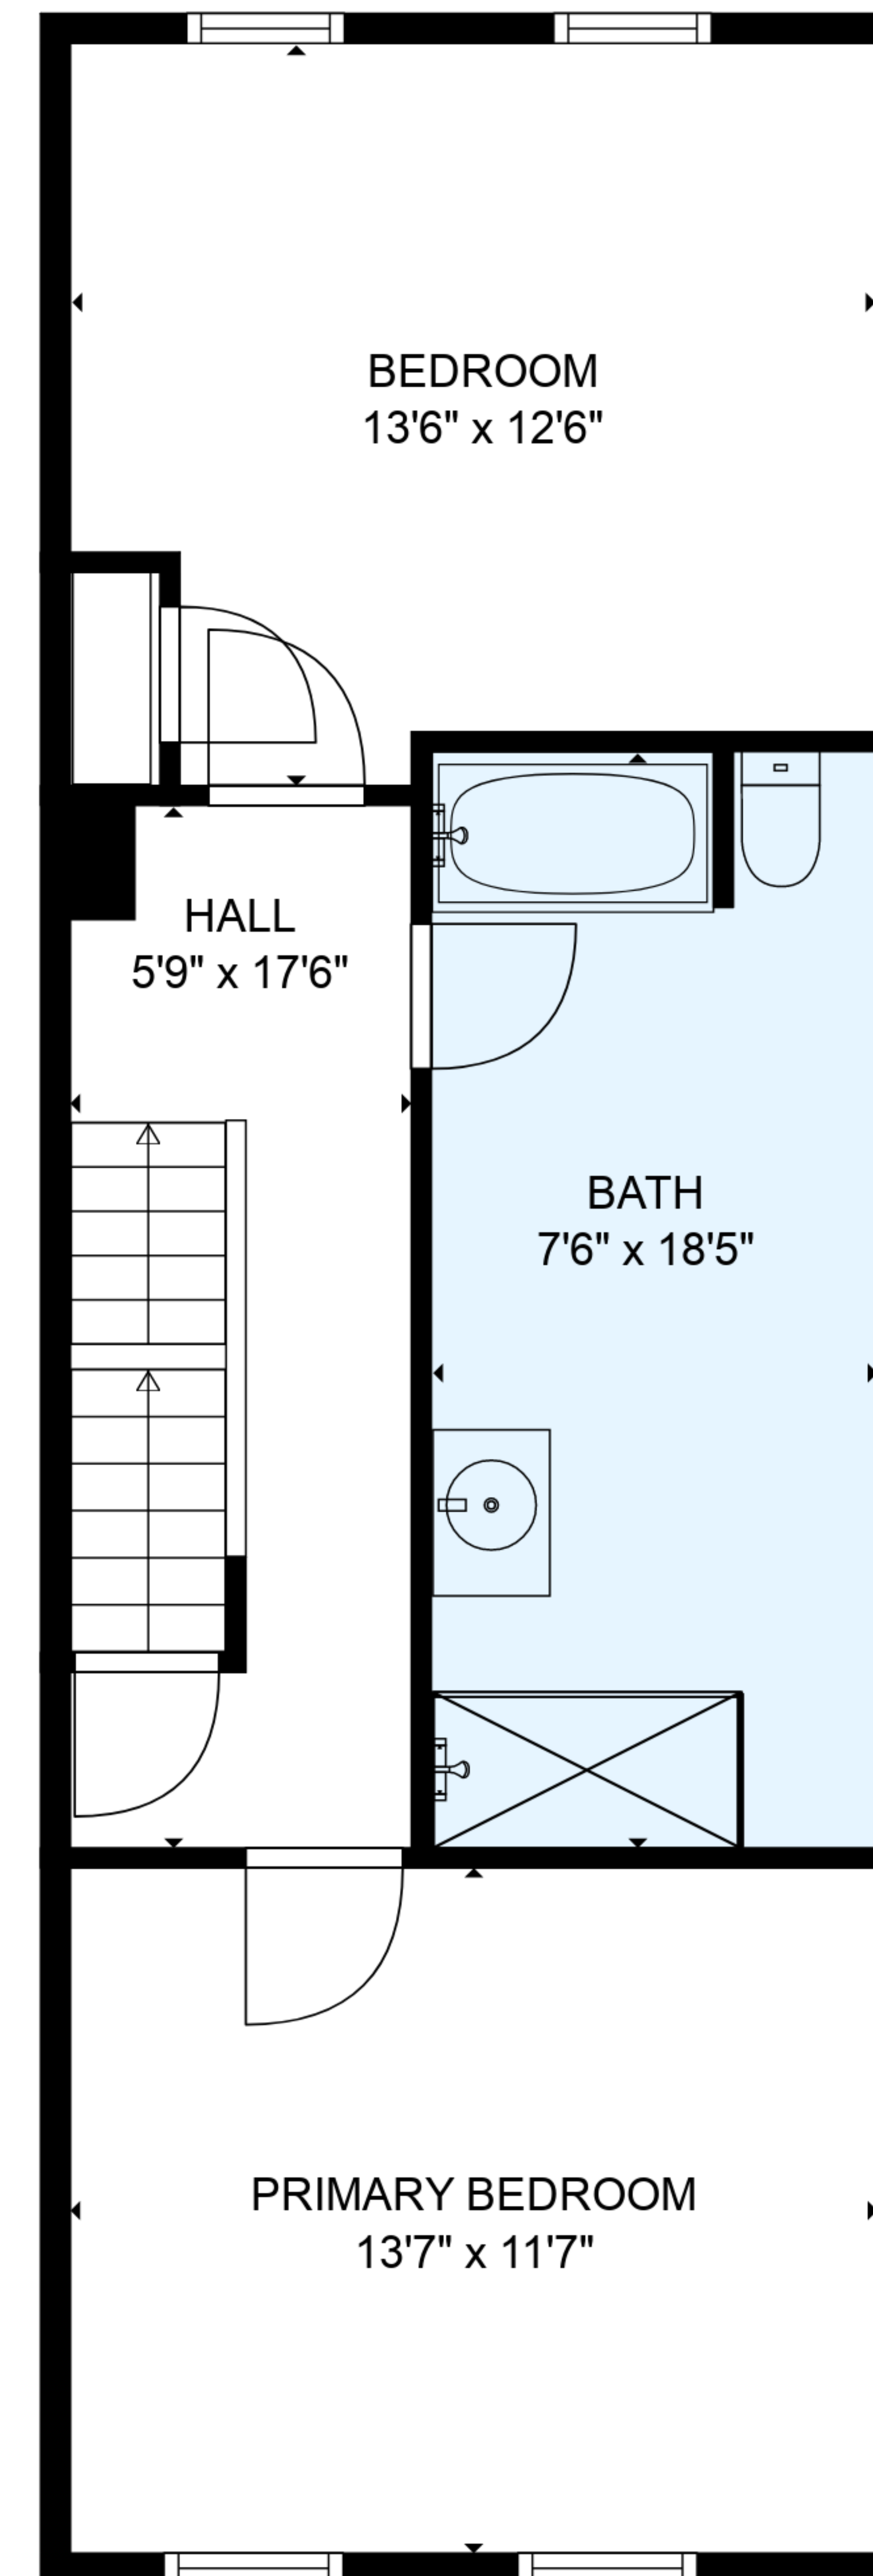 BEDROOM
13'6" x 12'6"
HALL
5'9" x 17'6"
BATH
7'6" x 18'5"
PRIMARY BEDROOM
13'7" x 11'7"